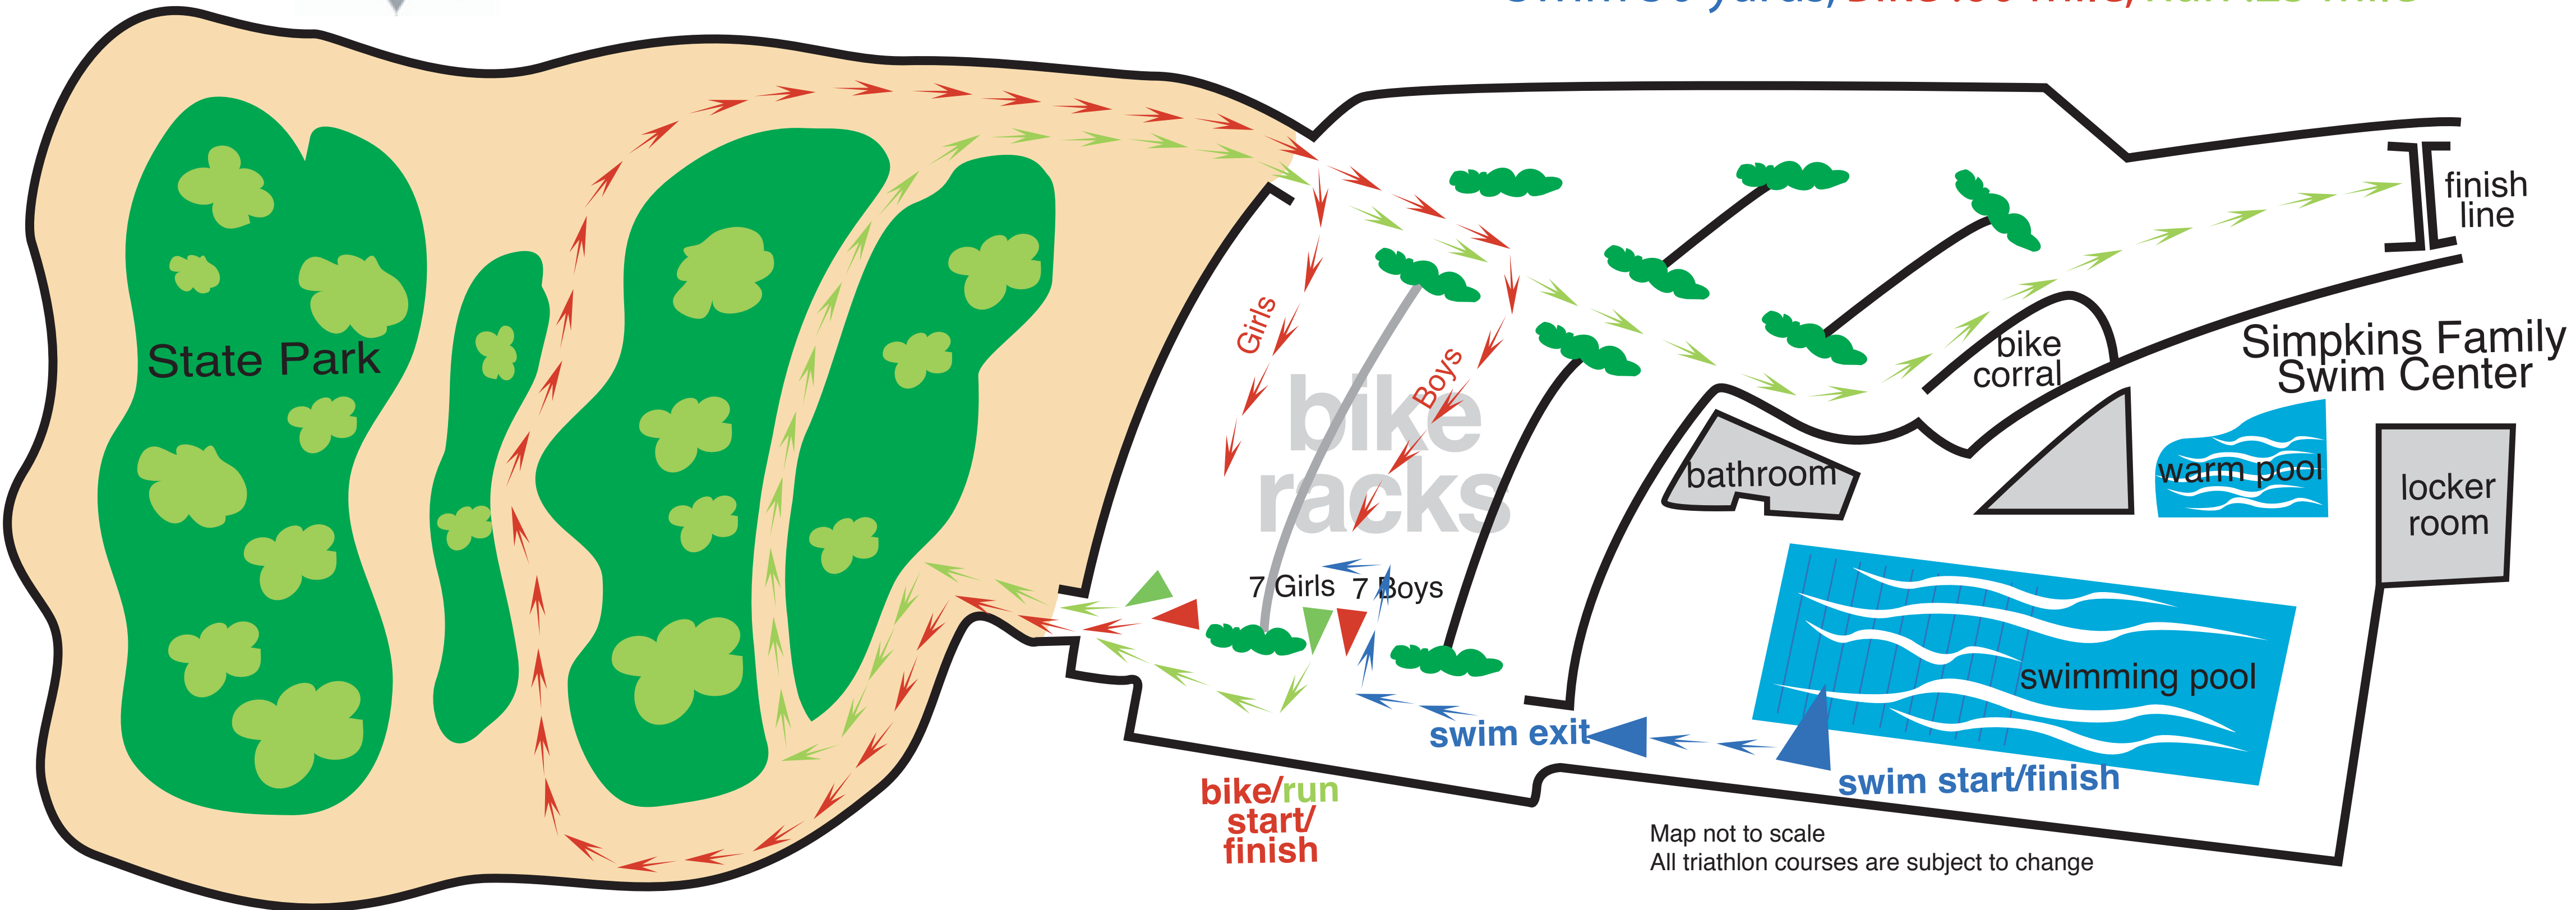 finish
line
Girls
State Park
Boys
bike
corral
Simpkins Family
Swim Center
bike
racks
bathroom
warm pool
locker
room
7 Girls 7 Boys
swimming pool
swim exit
swim start/finish
bike/run
start/
finish
Map not to scale
All triathlon courses are subject to change